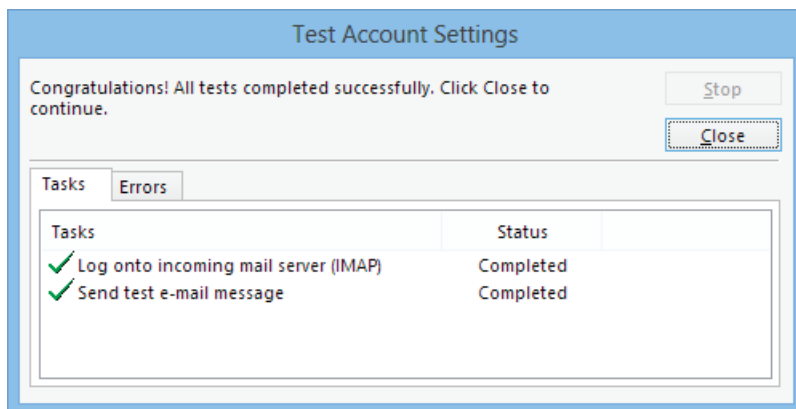 Test Account Settings
Congratulations! All tests completed successfully. Click Close to
continue.
Stop
Close
Tasks Errors
Tasks Status
Log onto incoming mail server (IMAP) Completed
Send test e-mail message Completed